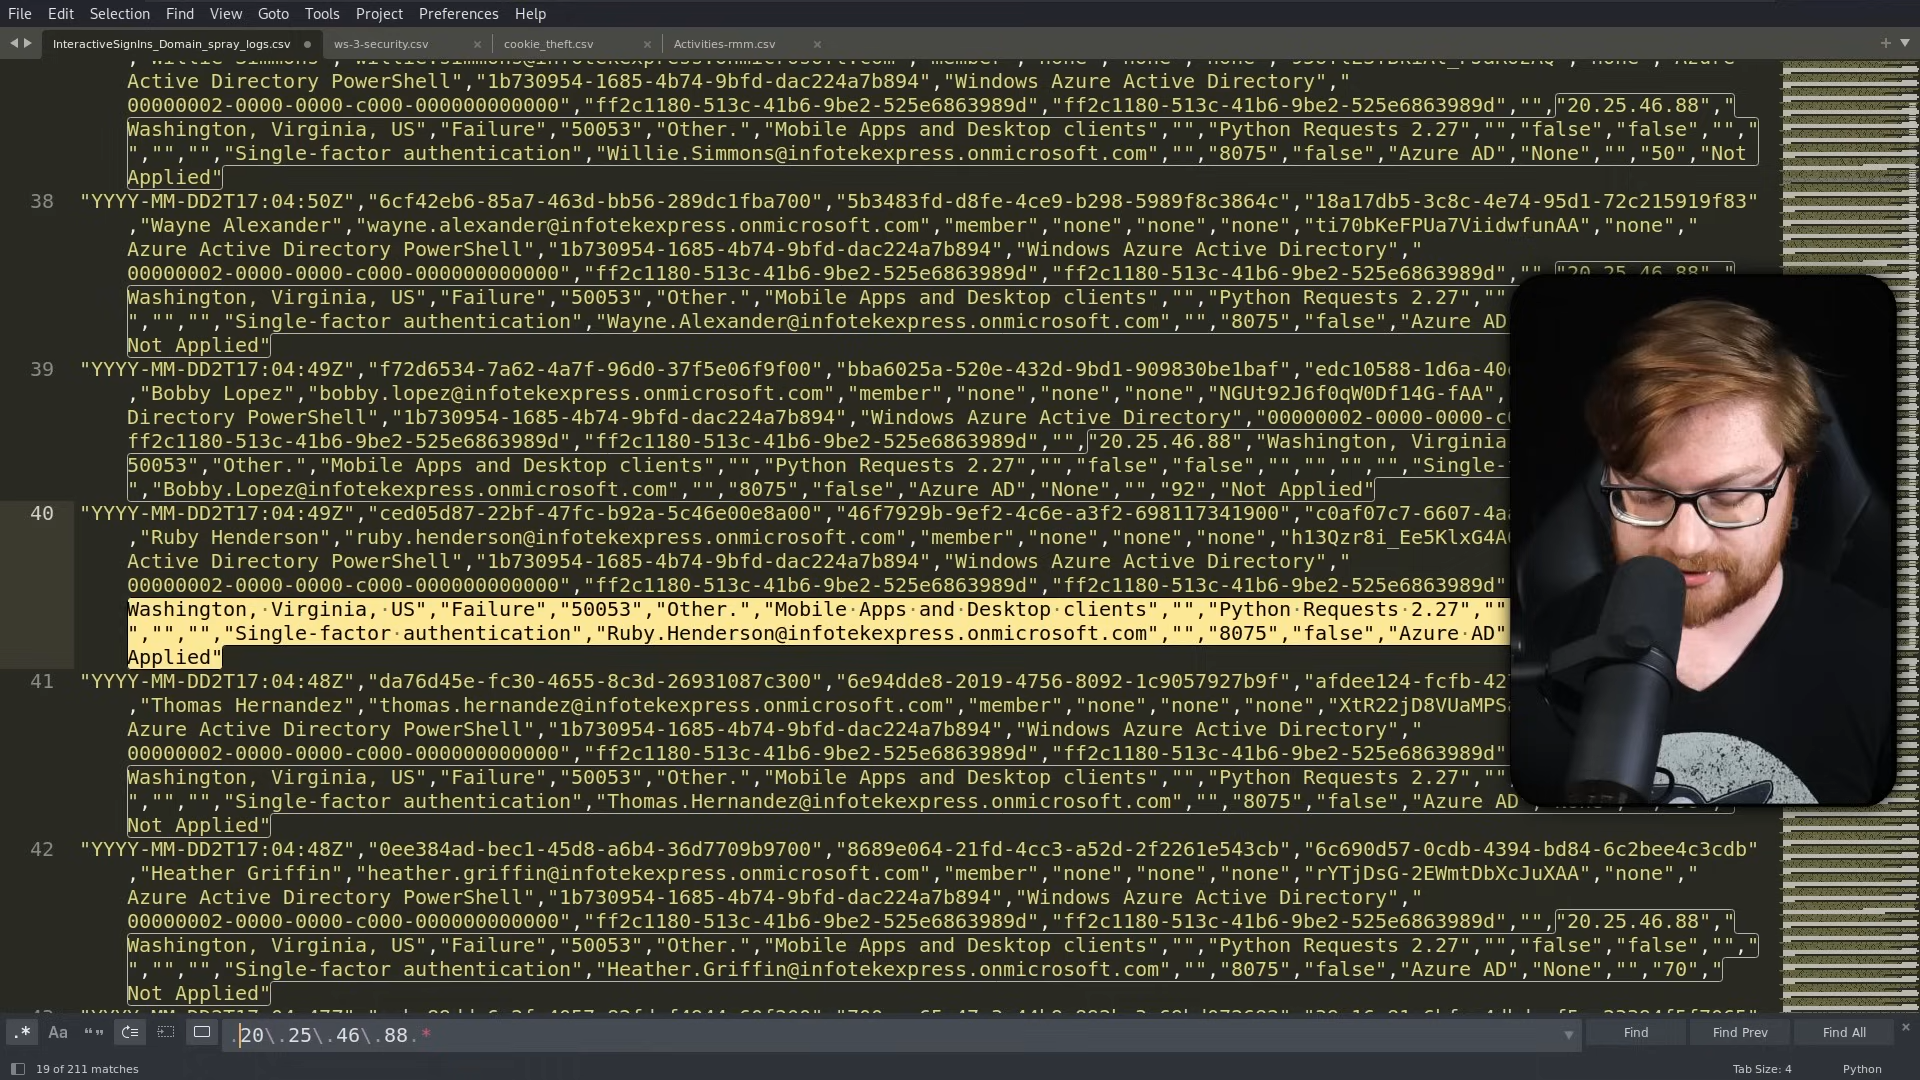 File Edit Selection Find View Goto Tools Project Preferences Help
InteractiveSignIns_Domain_spray_logs.csv ws-3-security.csv cookie_theft.csv Activities-rmm.csv
Active Directory PowerShell","1b730954-1685-4b74-9bfd-dac224a7b894","Windows Azure Active Directory","
00000002-0000-0000-c000-000000000000","ff2c1180-513c-41b6-9be2-525e6863989d","ff2c1180-513c-41b6-9be2-525e6863989d","","20.25.46.88","
Washington, Virginia, US","Failure","50053","Other.","Mobile Apps and Desktop clients","","Python Requests 2.27","","false","false","","
","","","Single-factor authentication","Willie.Simmons@infotekexpress.onmicrosoft.com","","8075","false","Azure AD","None","","50","Not
Applied"
38 "YYYY-MM-DD2T17:04:50Z","6cf42eb6-85a7-463d-bb56-289dc1fba700","5b3483fd-d8fe-4ce9-b298-5989f8c3864c","18a17db5-3c8c-4e74-95d1-72c215919f83"
,"Wayne Alexander","wayne.alexander@infotekexpress.onmicrosoft.com","member","none","none","none","ti70bKeFPUa7ViidwfunAA","none","
Azure Active Directory PowerShell","1b730954-1685-4b74-9bfd-dac224a7b894","Windows Azure Active Directory","
00000002-0000-0000-c000-000000000000","ff2c1180-513c-41b6-9be2-525e6863989d","ff2c1180-513c-41b6-9be2-525e6863989d","","20.25.46.88","
Washington, Virginia, US","Failure","50053","Other.","Mobile Apps and Desktop clients","","Python Requests 2.27",""
","","","Single-factor authentication","Wayne.Alexander@infotekexpress.onmicrosoft.com","","8075","false","Azure AD
Not Applied"
39 "YYYY-MM-DD2T17:04:49Z","f72d6534-7a62-4a7f-96d0-37f5e06f9f00","bba6025a-520e-432d-9bd1-909830be1baf","edc10588-1d6a-40
,"Bobby Lopez","bobby.lopez@infotekexpress.onmicrosoft.com","member","none","none","none","NGUt92J6f0qW0Df14G-fAA",
Directory PowerShell","1b730954-1685-4b74-9bfd-dac224a7b894","Windows Azure Active Directory","00000002-0000-0000-c
ff2c1180-513c-41b6-9be2-525e6863989d","ff2c1180-513c-41b6-9be2-525e6863989d","","20.25.46.88","Washington, Virginia
50053","Other.","Mobile Apps and Desktop clients","","Python Requests 2.27","","false","false","","","","","Single-
","Bobby.Lopez@infotekexpress.onmicrosoft.com","","8075","false","Azure AD","None","","92","Not Applied"
40 "YYYY-MM-DD2T17:04:49Z","ced05d87-22bf-47fc-b92a-5c46e00e8a00","46f7929b-9ef2-4c6e-a3f2-698117341900","c0af07c7-6607-4a
,"Ruby Henderson","ruby.henderson@infotekexpress.onmicrosoft.com","member","none","none","none","h13Qzr8i_Ee5KlxG4A
Active Directory PowerShell","1b730954-1685-4b74-9bfd-dac224a7b894","Windows Azure Active Directory","
00000002-0000-0000-c000-000000000000","ff2c1180-513c-41b6-9be2-525e6863989d","ff2c1180-513c-41b6-9be2-525e6863989d"
Washington, Virginia, US","Failure","50053","Other.","Mobile Apps and Desktop clients","","Python Requests 2.27",""
","","","Single-factor authentication","Ruby.Henderson@infotekexpress.onmicrosoft.com","","8075","false","Azure AD"
Applied"
41 "YYYY-MM-DD2T17:04:48Z","da76d45e-fc30-4655-8c3d-26931087c300","6e94dde8-2019-4756-8092-1c9057927b9f","afdee124-fcfb-42
,"Thomas Hernandez","thomas.hernandez@infotekexpress.onmicrosoft.com","member","none","none","none","XtR22jD8VUaMPS
Azure Active Directory PowerShell","1b730954-1685-4b74-9bfd-dac224a7b894","Windows Azure Active Directory","
00000002-0000-0000-c000-000000000000","ff2c1180-513c-41b6-9be2-525e6863989d","ff2c1180-513c-41b6-9be2-525e6863989d"
Washington, Virginia, US","Failure","50053","Other.","Mobile Apps and Desktop clients","","Python Requests 2.27",""
","","","Single-factor authentication","Thomas.Hernandez@infotekexpress.onmicrosoft.com","","8075","false","Azure AD
Not Applied"
42 "YYYY-MM-DD2T17:04:48Z","0ee384ad-bec1-45d8-a6b4-36d7709b9700","8689e064-21fd-4cc3-a52d-2f2261e543cb","6c690d57-0cdb-4394-bd84-6c2bee4c3cdb"
,"Heather Griffin","heather.griffin@infotekexpress.onmicrosoft.com","member","none","none","none","rYTjDsG-2EWmtDbXcJuXAA","none","
Azure Active Directory PowerShell","1b730954-1685-4b74-9bfd-dac224a7b894","Windows Azure Active Directory","
00000002-0000-0000-c000-000000000000","ff2c1180-513c-41b6-9be2-525e6863989d","ff2c1180-513c-41b6-9be2-525e6863989d","","20.25.46.88","
Washington, Virginia, US","Failure","50053","Other.","Mobile Apps and Desktop clients","","Python Requests 2.27","","false","false","","
","","","Single-factor authentication","Heather.Griffin@infotekexpress.onmicrosoft.com","","8075","false","Azure AD","None","","70","
Not Applied"
.* Aa .20\.25\.46\.88.* Find Find Prev Find All
19 of 211 matches Tab Size: 4 Python